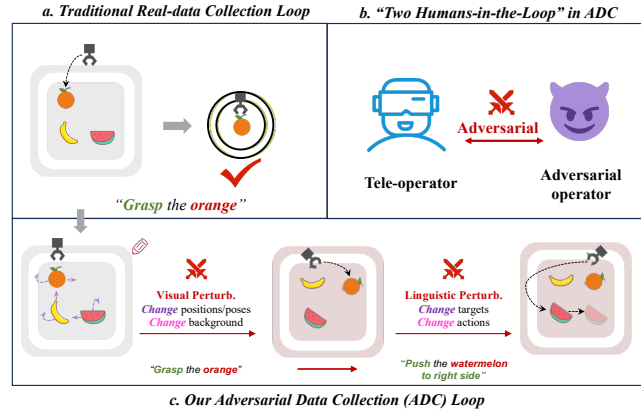 a. Traditional Real-data Collection Loop
b. “Two Humans-in-the-Loop” in ADC
“Grasp the orange”
Adversarial
Tele-operator
Adversarial
operator
Visual Perturb.
Change positions/poses
Change background
“Grasp the orange”
Linguistic Perturb.
Change targets
Change actions
“Push the watermelon
to right side”
c. Our Adversarial Data Collection (ADC) Loop